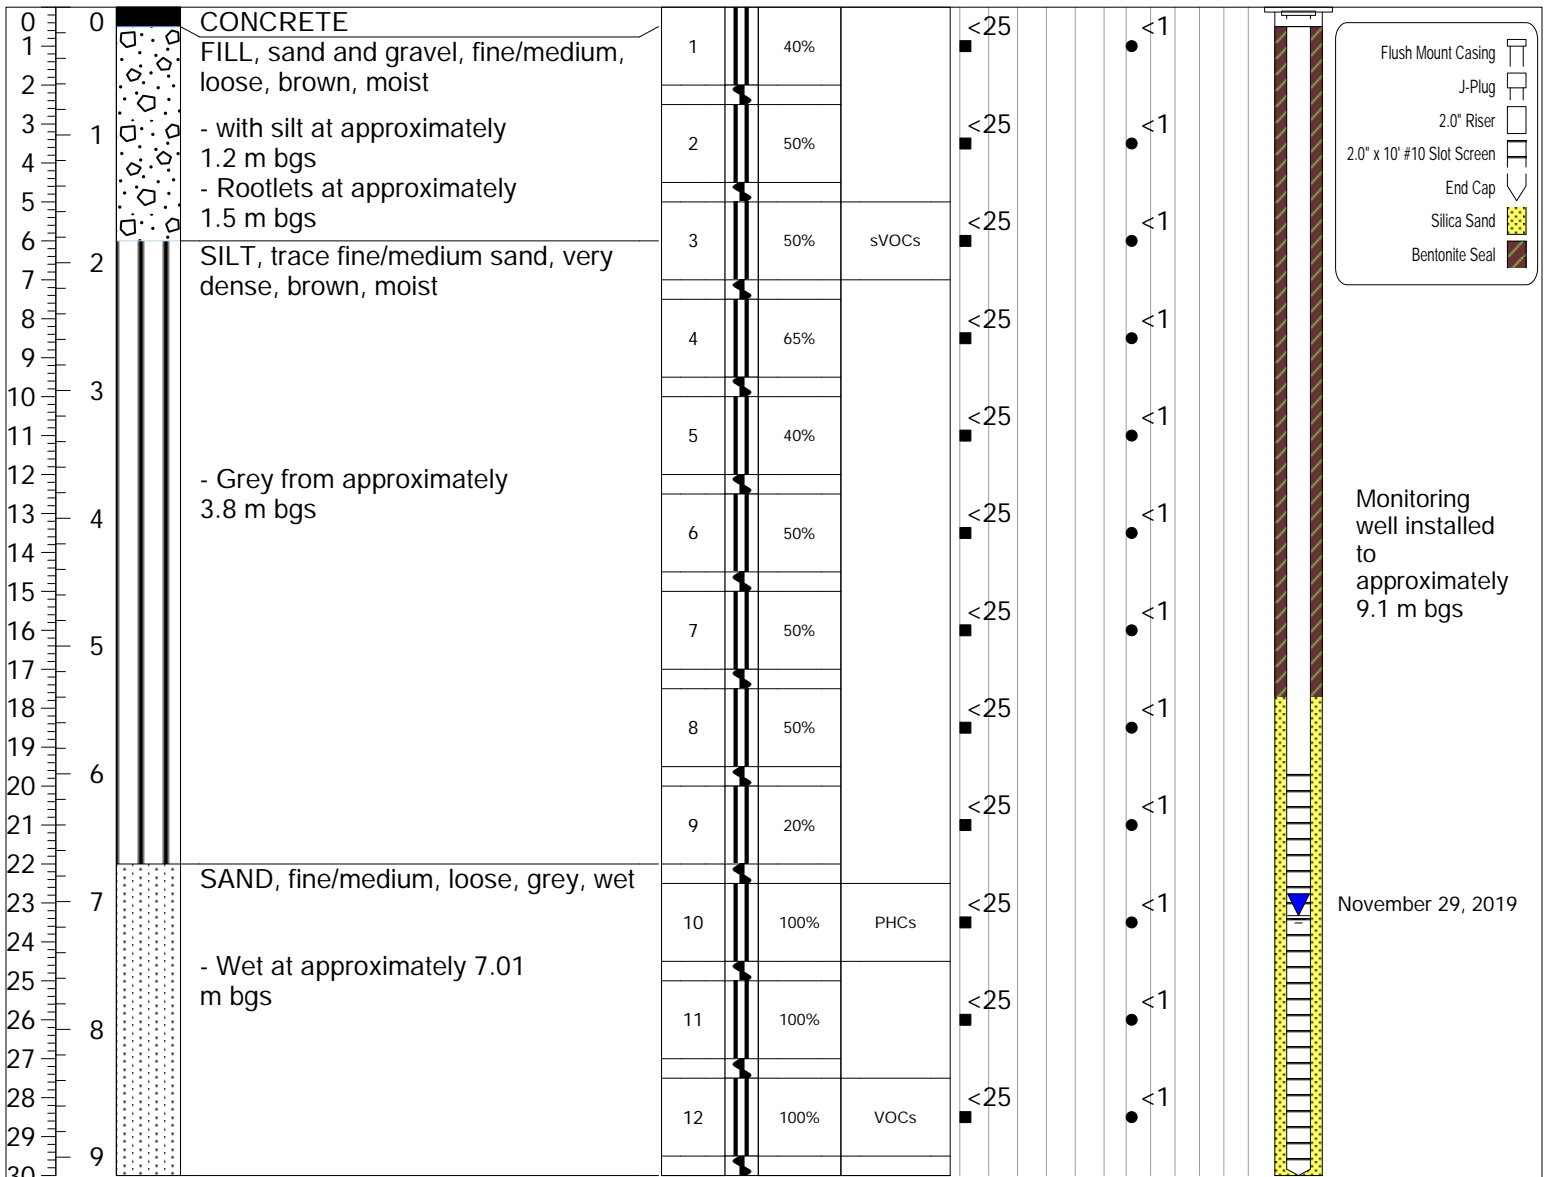 0
1
2
3
4
5
6
7
8
9
10
11
12
13
14
15
16
17
18
19
20
21
22
23
24
25
26
27
28
29
30
0
1
2
3
4
5
6
7
8
9
CONCRETE
FILL, sand and gravel, fine/medium,
loose, brown, moist
- with silt at approximately
1.2 m bgs
- Rootlets at approximately
1.5 m bgs
SILT, trace fine/medium sand, very
dense, brown, moist
- Grey from approximately
3.8 m bgs
SAND, fine/medium, loose, grey, wet
- Wet at approximately 7.01
m bgs
1 40% <25 <1
2 50% <25 <1
3 50% sVOCs <25 <1
4 65% <25 <1
5 40% <25 <1
6 50% <25 <1
7 50% <25 <1
8 50% <25 <1
9 20% <25 <1
10 100% PHCs <25 <1
11 100% <25 <1
12 100% VOCs <25 <1
Flush Mount Casing
J-Plug
2.0" Riser
2.0" x 10' #10 Slot Screen
End Cap
Silica Sand
Bentonite Seal
Monitoring
well installed
to
approximately
9.1 m bgs
November 29, 2019